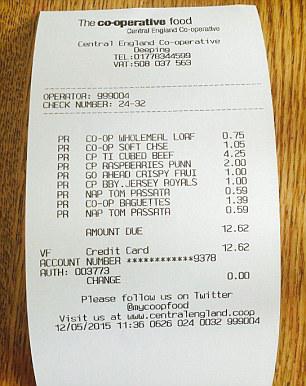 The co-operative food
Central England Co-operative
Central England Co-operative
Deeping
TEL:01778344599
VAT:508 037 563
OPERATOR: 999004
CHECK NUMBER: 24-32
PR CO-OP WHOLEMEAL LOAF 0.75
PR CO-OP SOFT CHSE 1.05
PR CP TI CUBED BEEF 4.25
PR CP RASPBERRIES PUNN 2.00
PR GO AHEAD CRISPY FRUI 1.00
PR CP BBY.JERSEY ROYALS 1.00
PR NAP TOM PASSATA 0.59
PR CO-OP BAGUETTES 1.39
PR NAP TOM PASSATA 0.59
AMOUNT DUE 12.62
VF Credit Card 12.62
ACCOUNT NUMBER ************9378
AUTH: 003773
CHANGE 0.00
Please follow us on Twitter
@mycoopfood
Visit us at www.centralengland.coop
12/05/2015 11:36 0626 024 0032 999004